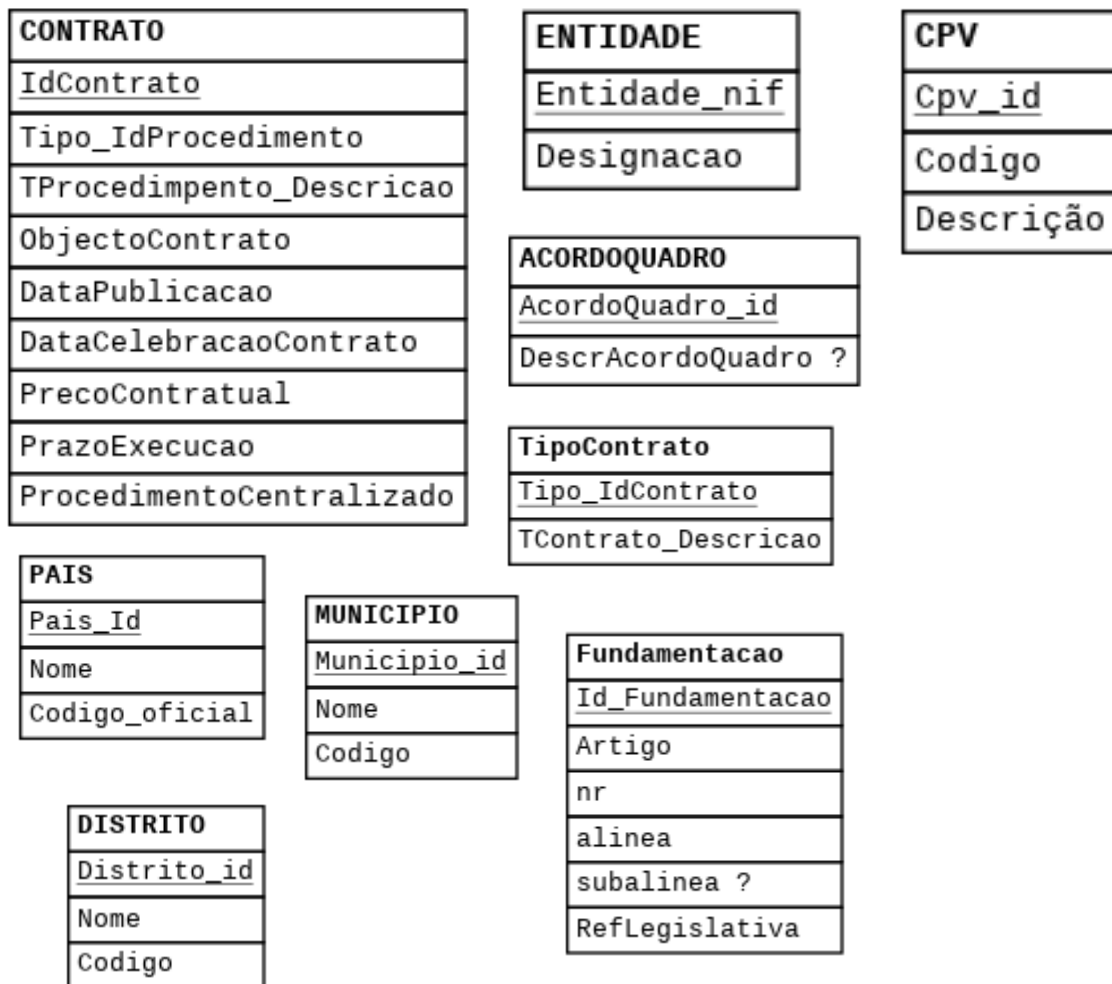 CONTRATO
IdContrato
Tipo_IdProcedimento
TProcedimpento_Descricao
ObjectoContrato
DataPublicacao
DataCelebracaoContrato
PrecoContratual
PrazoExecucao
ProcedimentoCentralizado
ENTIDADE
Entidade_nif
Designacao
CPV
Cpv_id
Codigo
Descrição
ACORDOQUADRO
AcordoQuadro_id
DescrAcordoQuadro ?
TipoContrato
Tipo_IdContrato
TContrato_Descricao
PAIS
Pais_Id
Nome
Codigo_oficial
MUNICIPIO
Municipio_id
Nome
Codigo
Fundamentacao
Id_Fundamentacao
Artigo
nr
alinea
subalinea ?
RefLegislativa
DISTRITO
Distrito_id
Nome
Codigo